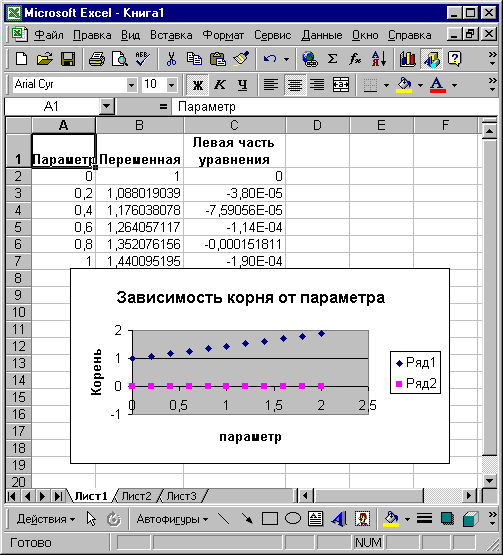 Microsoft Excel - Книга1
Файл Правка Вид Вставка Формат Сервис Данные Окно Справка
Arial Cyr 10 Ж К Ч
A1 = Параметр
A B C D E F
Левая часть
1 Параметр Переменная уравнения
2 0 1 0
3 0,2 1,088019039 -3,80E-05
4 0,4 1,176038078 -7,59056E-05
5 0,6 1,264057117 -1,14E-04
6 0,8 1,352076156 -0,000151811
7 1 1,440095195 -1,90E-04
8
9
10
11
12
13
14
15
16
17
18
19
20
Зависимость корня от параметра
Корень
2
1
0
-1
0 0,5 1 1,5 2 2,5
параметр
Ряд1
Ряд2
Лист1 Лист2 Лист3
Действия Автофигуры
Готово NUM